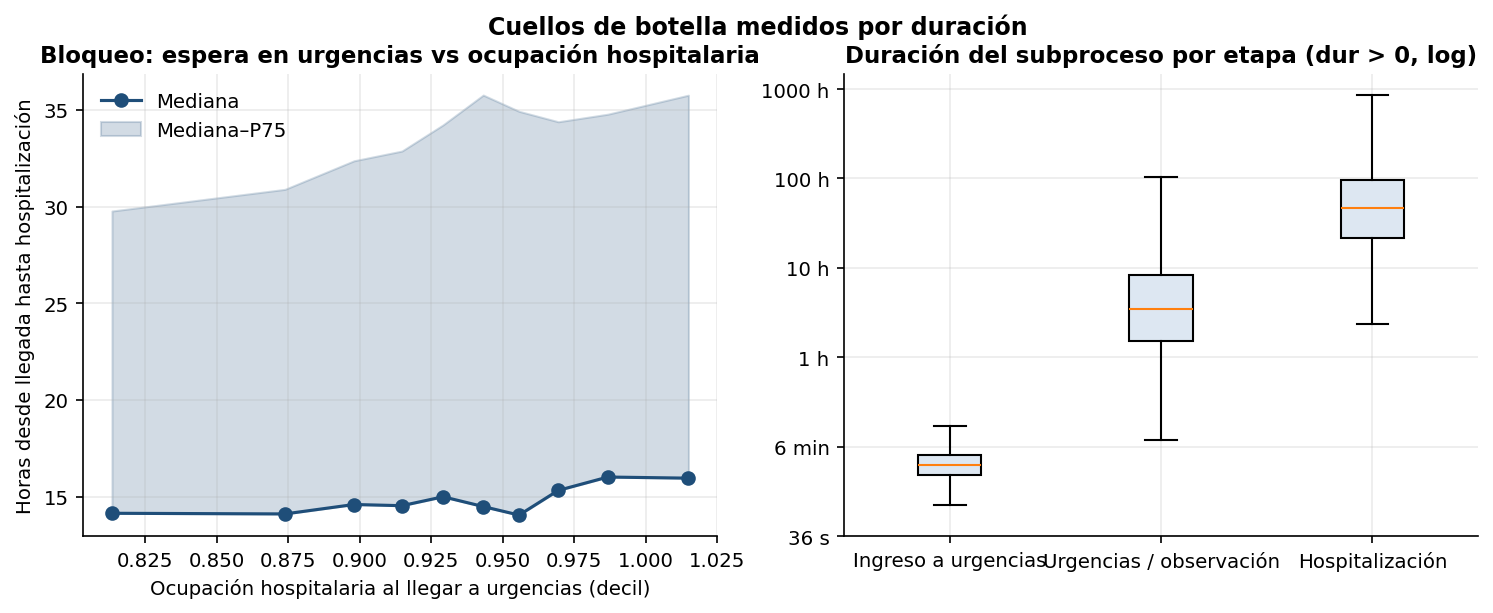 Cuellos de botella medidos por duración
Bloqueo: espera en urgencias vs ocupación hospitalaria
Horas desde llegada hasta hospitalización
35
30
25
20
15
Mediana
Mediana–P75
0.825 0.850 0.875 0.900 0.925 0.950 0.975 1.000 1.025
Ocupación hospitalaria al llegar a urgencias (decil)
Duración del subproceso por etapa (dur > 0, log)
1000 h
100 h
10 h
1 h
6 min
36 s
Ingreso a urgencias Urgencias / observación Hospitalización